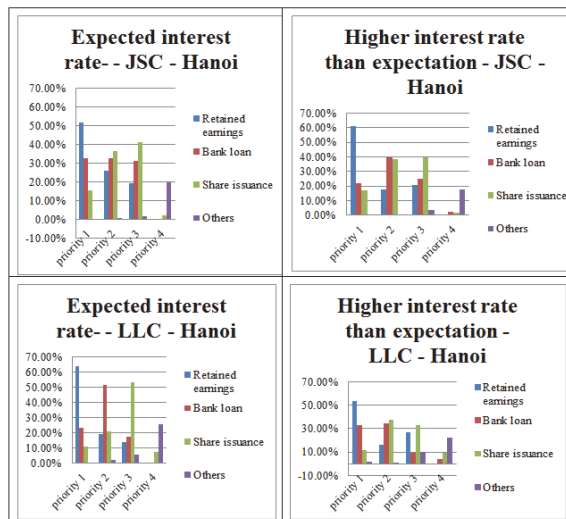 Expected interest
rate- - JSC - Hanoi
70.00%
60.00%
50.00%
40.00%
30.00%
20.00%
10.00%
0.00%
-10.00%
priority 1
priority 2
priority 3
priority 4
Retained
earnings
Bank loan
Share issuance
Others
Higher interest rate
than expectation - JSC -
Hanoi
70.00%
60.00%
50.00%
40.00%
30.00%
20.00%
10.00%
0.00%
priority 1
priority 2
priority 3
priority 4
Retained
earnings
Bank loan
Share issuance
Others
Expected interest
rate- - LLC - Hanoi
70.00%
60.00%
50.00%
40.00%
30.00%
20.00%
10.00%
0.00%
priority 1
priority 2
priority 3
priority 4
Retained
earnings
Bank loan
Share issuance
Others
Higher interest rate
than expectation -
LLC - Hanoi
70.00%
50.00%
30.00%
10.00%
-10.00%
priority 1
priority 2
priority 3
priority 4
Retained
earnings
Bank loan
Share issuance
Others